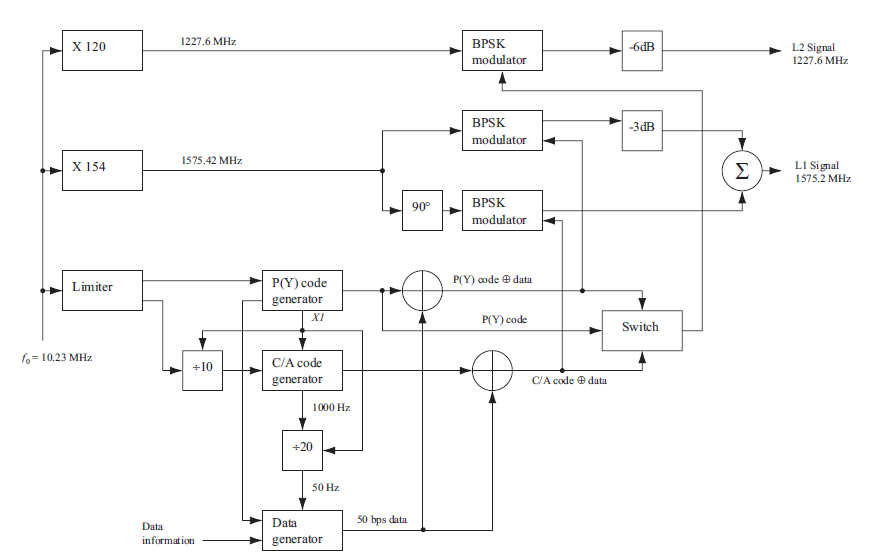 X 120
1227.6 MHz
BPSK
modulator
-6dB
L2 Signal
1227.6 MHz
BPSK
modulator
-3dB
X 154
1575.42 MHz
Σ
L1 Signal
1575.2 MHz
90°
BPSK
modulator
Limiter
P(Y) code
generator
P(Y) code ⊕ data
X1
P(Y) code
Switch
f₀ = 10.23 MHz
÷10
C/A code
generator
C/A code ⊕ data
1000 Hz
÷20
50 Hz
Data
information
Data
generator
50 bps data